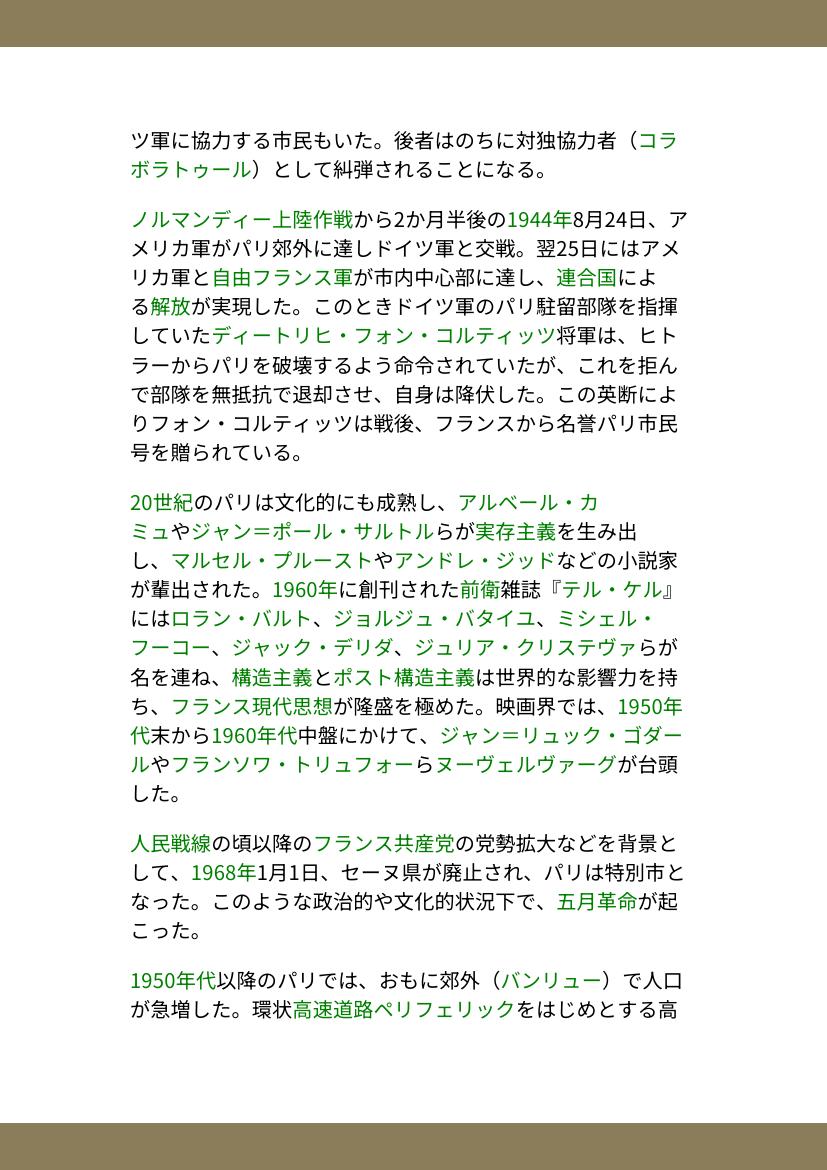 ツ軍に協力する市民もいた。後者はのちに対独協力者（コラ
ボラトゥール）として糾弾されることになる。
ノルマンディー上陸作戦から2か月半後の1944年8月24日、ア
メリカ軍がパリ郊外に達しドイツ軍と交戦。翌25日にはアメ
リカ軍と自由フランス軍が市内中心部に達し、連合国によ
る解放が実現した。このときドイツ軍のパリ駐留部隊を指揮
していたディートリヒ・フォン・コルティッツ将軍は、ヒト
ラーからパリを破壊するよう命令されていたが、これを拒ん
で部隊を無抵抗で退却させ、自身は降伏した。この英断によ
りフォン・コルティッツは戦後、フランスから名誉パリ市民
号を贈られている。
20世紀のパリは文化的にも成熟し、アルベール・カ
ミュやジャン＝ポール・サルトルらが実存主義を生み出
し、マルセル・プルーストやアンドレ・ジッドなどの小説家
が輩出された。1960年に創刊された前衛雑誌『テル・ケル』
にはロラン・バルト、ジョルジュ・バタイユ、ミシェル・
フーコー、ジャック・デリダ、ジュリア・クリステヴァらが
名を連ね、構造主義とポスト構造主義は世界的な影響力を持
ち、フランス現代思想が隆盛を極めた。映画界では、1950年
代末から1960年代中盤にかけて、ジャン＝リュック・ゴダー
ルやフランソワ・トリュフォーらヌーヴェルヴァーグが台頭
した。
人民戦線の頃以降のフランス共産党の党勢拡大などを背景と
して、1968年1月1日、セーヌ県が廃止され、パリは特別市と
なった。このような政治的や文化的状況下で、五月革命が起
こった。
1950年代以降のパリでは、おもに郊外（バンリュー）で人口
が急増した。環状高速道路ペリフェリックをはじめとする高